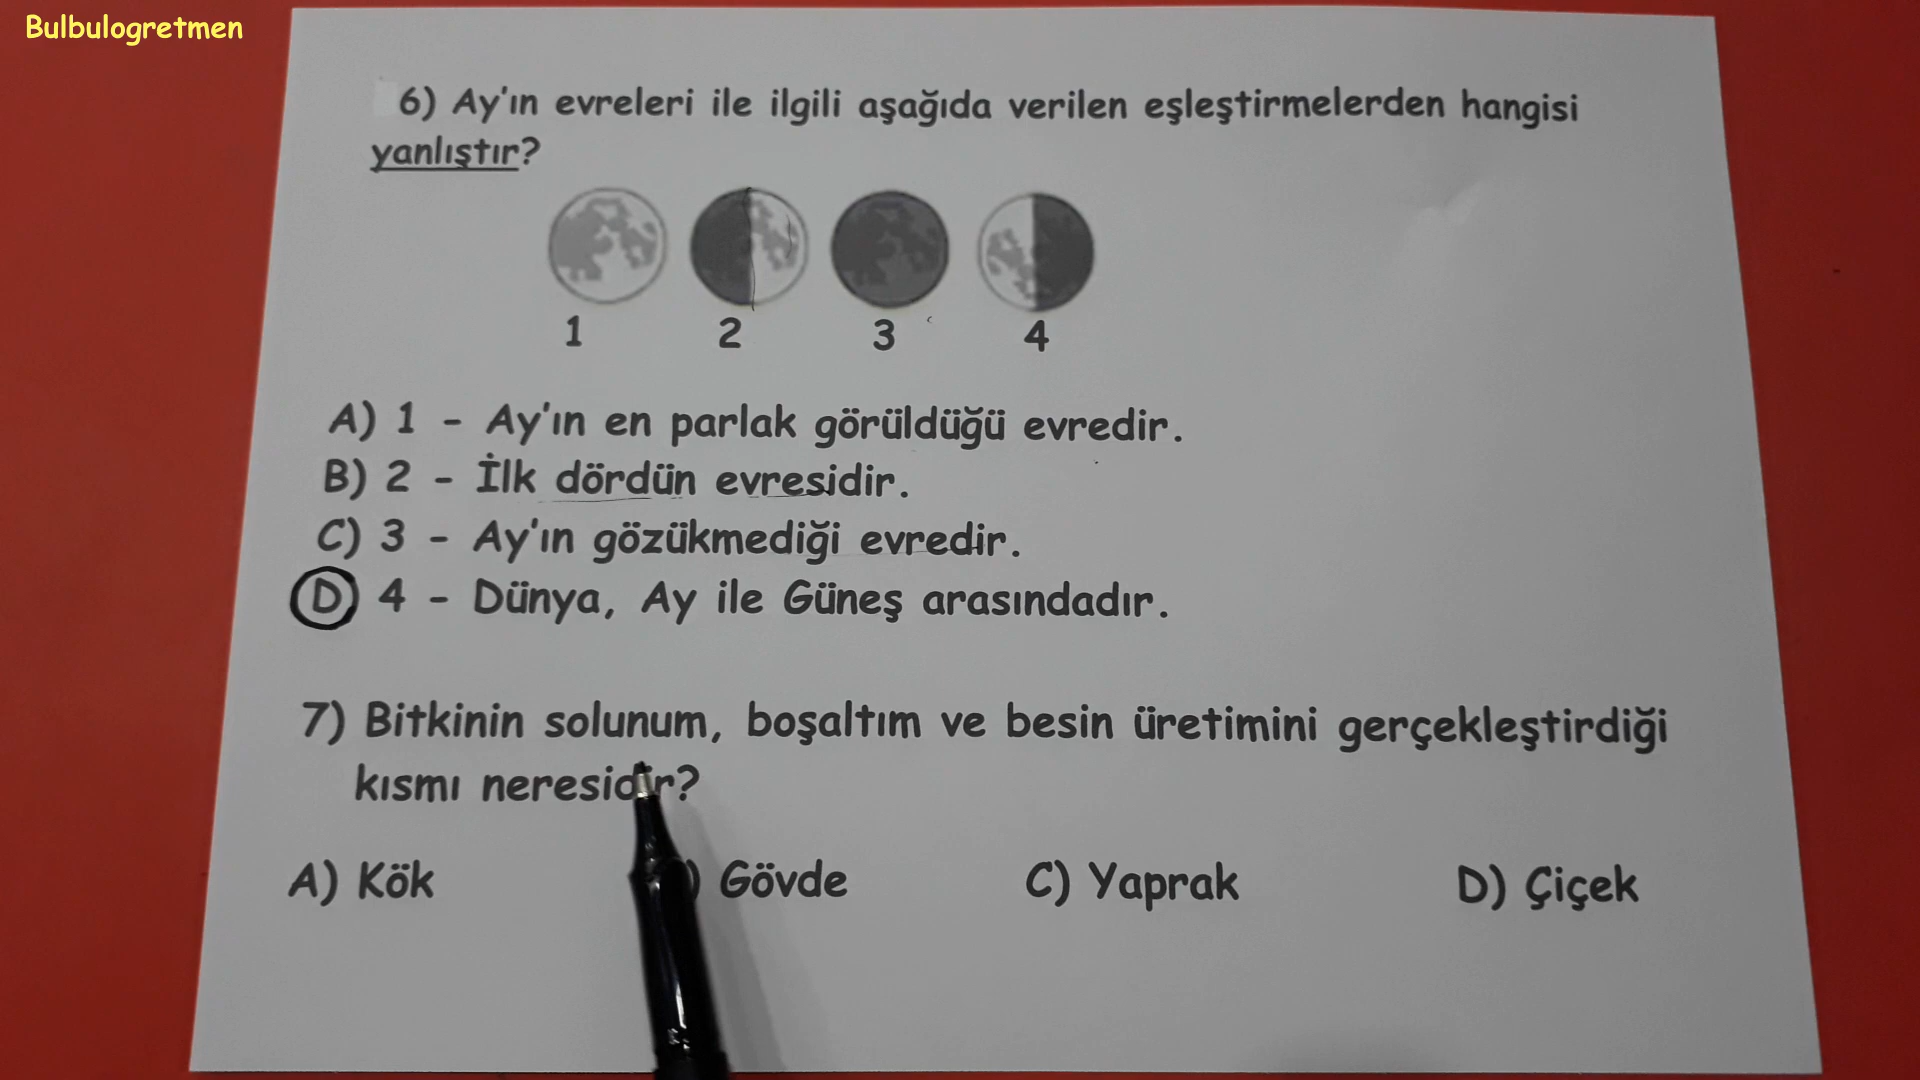 Bulbulogretmen
6) Ay'ın evreleri ile ilgili aşağıda verilen eşleştirmelerden hangisi
yanlıştır?
1 2 3 4
A) 1 - Ay'ın en parlak görüldüğü evredir.
B) 2 - İlk dördün evresidir.
C) 3 - Ay'ın gözükmediği evredir.
D) 4 - Dünya, Ay ile Güneş arasındadır.
7) Bitkinin solunum, boşaltım ve besin üretimini gerçekleştirdiği
kısmı neresidir?
A) Kök ) Gövde C) Yaprak D) Çiçek